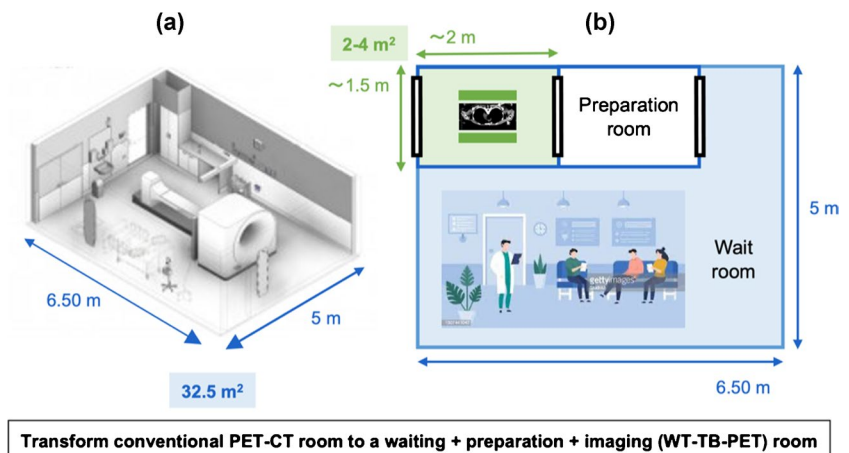 (a)
(b)
2-4 m²
~2 m
~1.5 m
Preparation
room
Wait
room
gettyimages
5 m
6.50 m
5 m
6.50 m
32.5 m²
Transform conventional PET-CT room to a waiting + preparation + imaging (WT-TB-PET) room